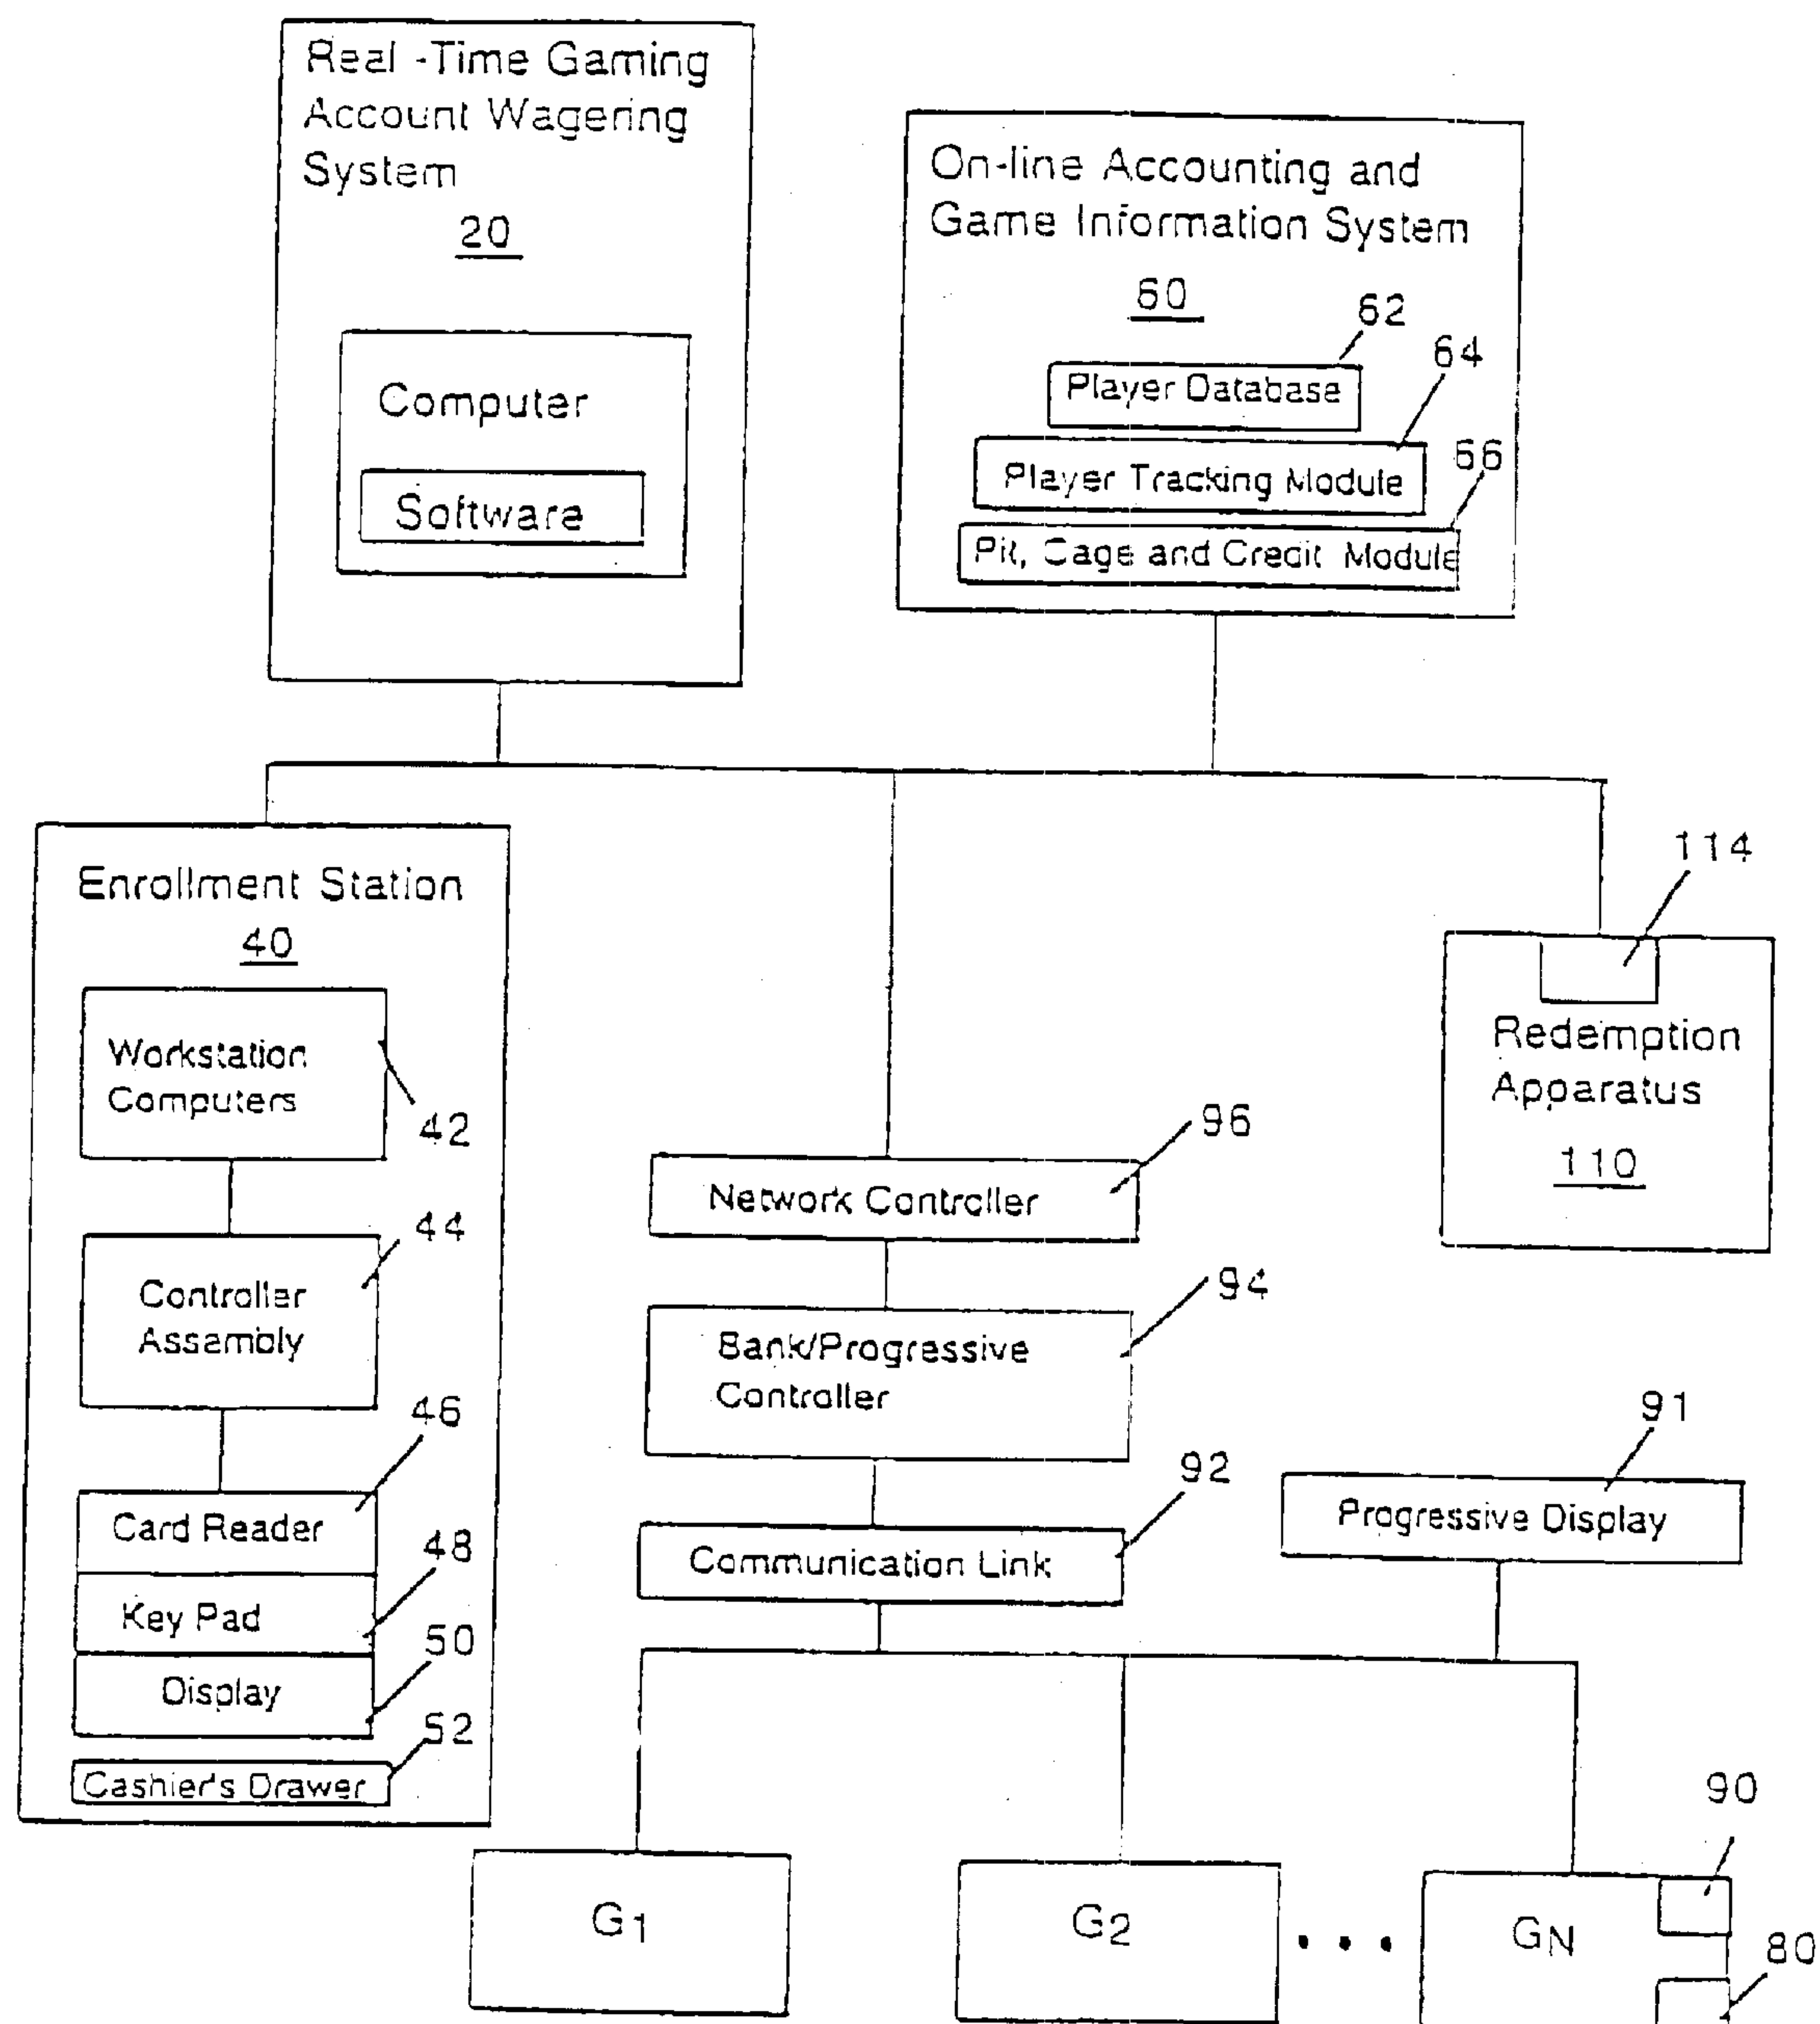 Real -Time Gaming
Account Wagering
System
20
Computer
Software
On-line Accounting and
Game Information System
60
62
Player Database
64
Player Tracking Module
66
Pit, Cage and Credit Module
Enrollment Station
40
Workstation
Computers
42
44
Controller
Assembly
46
Card Reader
48
Key Pad
50
Display
52
Cashier's Drawer
114
Redemption
Apparatus
110
96
Network Controller
94
Bank/Progressive
Controller
92
Communication Link
91
Progressive Display
G1
G2
• • •
GN
90
80